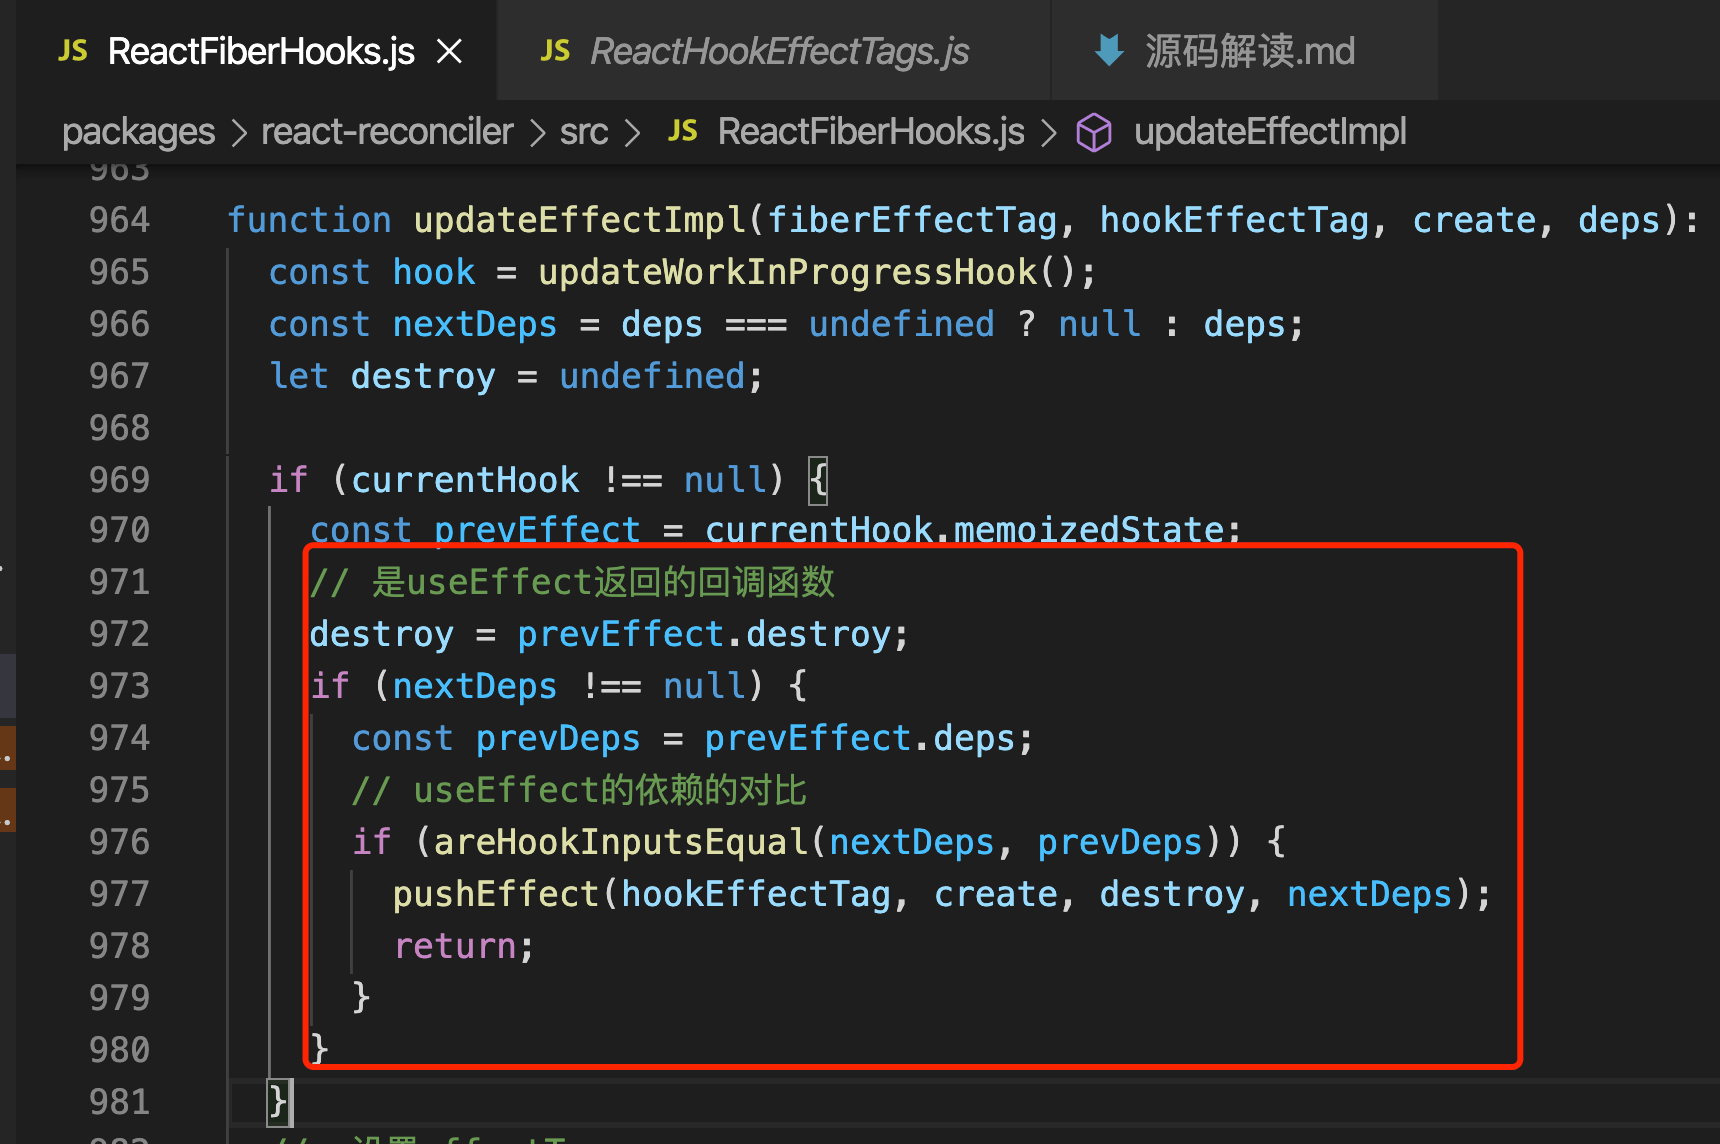 JS ReactFiberHooks.js JS ReactHookEffectTags.js 源码解读.md
packages > react-reconciler > src > JS ReactFiberHooks.js > updateEffectImpl
963
964 function updateEffectImpl(fiberEffectTag, hookEffectTag, create, deps):
965 const hook = updateWorkInProgressHook();
966 const nextDeps = deps === undefined ? null : deps;
967 let destroy = undefined;
968
969 if (currentHook !== null) {
970 const prevEffect = currentHook.memoizedState;
971 // 是useEffect返回的回调函数
972 destroy = prevEffect.destroy;
973 if (nextDeps !== null) {
974 const prevDeps = prevEffect.deps;
975 // useEffect的依赖的对比
976 if (areHookInputsEqual(nextDeps, prevDeps)) {
977 pushEffect(hookEffectTag, create, destroy, nextDeps);
978 return;
979 }
980 }
981 }